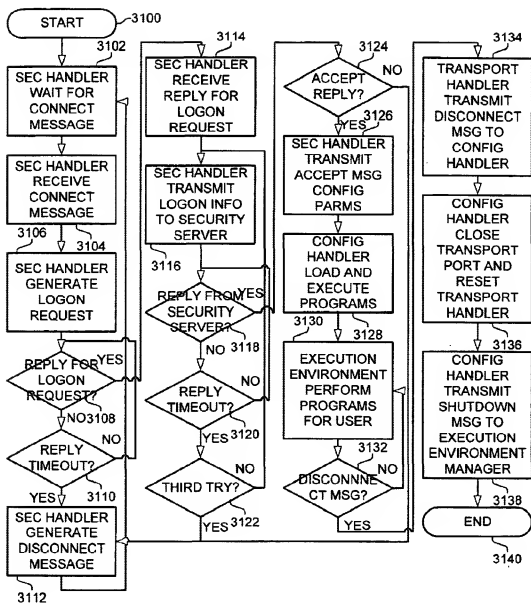 START
3100
3102
SEC HANDLER
WAIT FOR
CONNECT
MESSAGE
SEC HANDLER
RECEIVE
CONNECT
MESSAGE
3104
3106
SEC HANDLER
GENERATE
LOGON
REQUEST
REPLY FOR
LOGON
REQUEST?
YES
3108
NO
REPLY
TIMEOUT?
NO
3110
YES
SEC HANDLER
GENERATE
DISCONNECT
MESSAGE
3112
3114
SEC HANDLER
RECEIVE
REPLY FOR
LOGON
REQUEST
SEC HANDLER
TRANSMIT
LOGON INFO
TO SECURITY
SERVER
3116
REPLY FROM
SECURITY
SERVER?
YES
3118
NO
REPLY
TIMEOUT?
NO
3120
YES
THIRD TRY?
NO
3122
YES
3124
ACCEPT
REPLY?
NO
YES
3126
SEC HANDLER
TRANSMIT
ACCEPT MSG
CONFIG
PARMS
CONFIG
HANDLER
LOAD AND
EXECUTE
PROGRAMS
3128
3130
EXECUTION
ENVIRONMENT
PERFORM
PROGRAMS
FOR USER
3132
DISCONNNE
CT MSG?
NO
YES
3134
TRANSPORT
HANDLER
TRANSMIT
DISCONNECT
MSG TO
CONFIG
HANDLER
CONFIG
HANDLER
CLOSE
TRANSPORT
PORT AND
RESET
TRANSPORT
HANDLER
3136
CONFIG
HANDLER
TRANSMIT
SHUTDOWN
MSG TO
EXECUTION
ENVIRONMENT
MANAGER
3138
END
3140